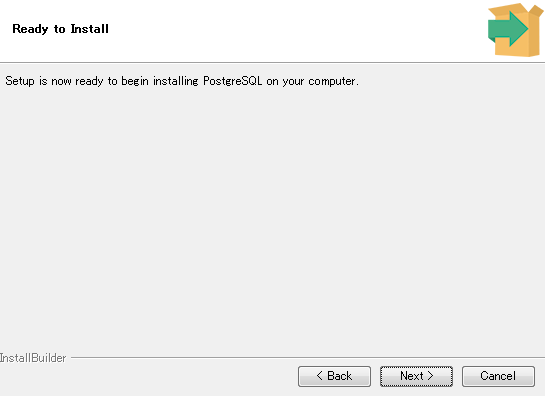 Ready to Install
Setup is now ready to begin installing PostgreSQL on your computer.
InstallBuilder
< Back
Next >
Cancel